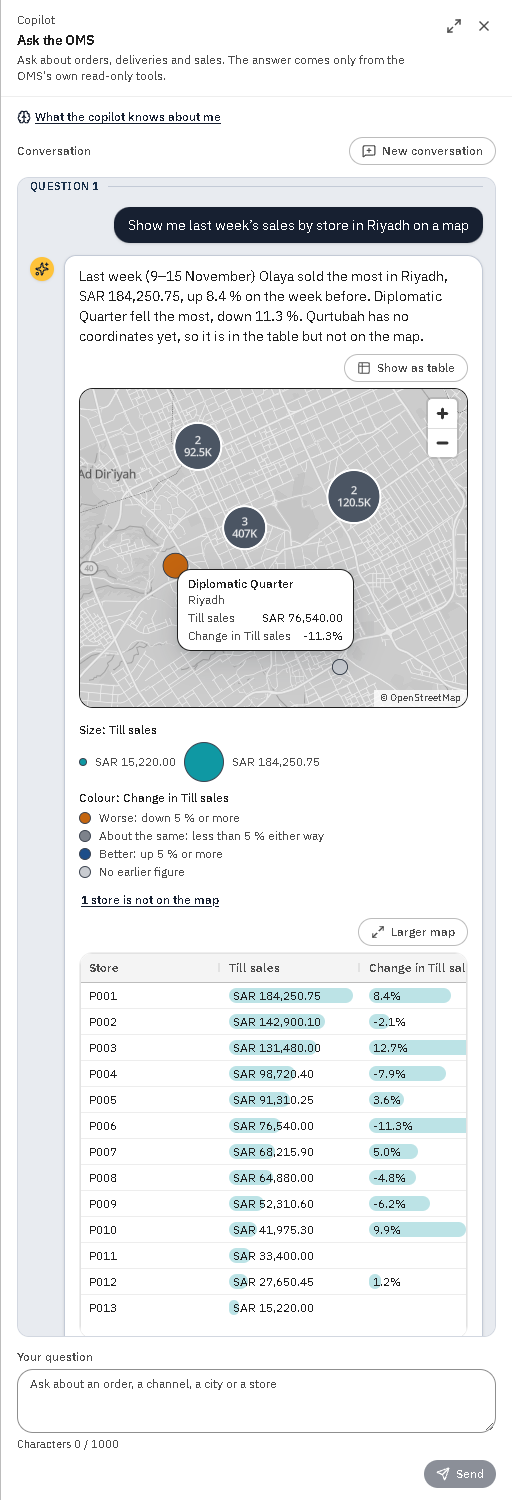 Copilot
Ask the OMS
Ask about orders, deliveries and sales. The answer comes only from the
OMS's own read-only tools.
What the copilot knows about me
Conversation
New conversation
QUESTION 1
Show me last week's sales by store in Riyadh on a map
Last week (9–15 November) Olaya sold the most in Riyadh,
SAR 184,250.75, up 8.4 % on the week before. Diplomatic
Quarter fell the most, down 11.3 %. Qurtubah has no
coordinates yet, so it is in the table but not on the map.
Show as table
+
−
2
92.5K
Ad Dir'iyah
2
120.5K
3
407K
40
Diplomatic Quarter
Riyadh
Till sales SAR 76,540.00
Change in Till sales -11.3%
© OpenStreetMap
Size: Till sales
SAR 15,220.00 SAR 184,250.75
Colour: Change in Till sales
Worse: down 5 % or more
About the same: less than 5 % either way
Better: up 5 % or more
No earlier figure
1 store is not on the map
Larger map
Store Till sales Change in Till sal
P001 SAR 184,250.75 8.4%
P002 SAR 142,900.10 -2.1%
P003 SAR 131,480.00 12.7%
P004 SAR 98,720.40 -7.9%
P005 SAR 91,310.25 3.6%
P006 SAR 76,540.00 -11.3%
P007 SAR 68,215.90 5.0%
P008 SAR 64,880.00 -4.8%
P009 SAR 52,310.60 -6.2%
P010 SAR 41,975.30 9.9%
P011 SAR 33,400.00
P012 SAR 27,650.45 1.2%
P013 SAR 15,220.00
Your question
Ask about an order, a channel, a city or a store
Characters 0 / 1000
Send